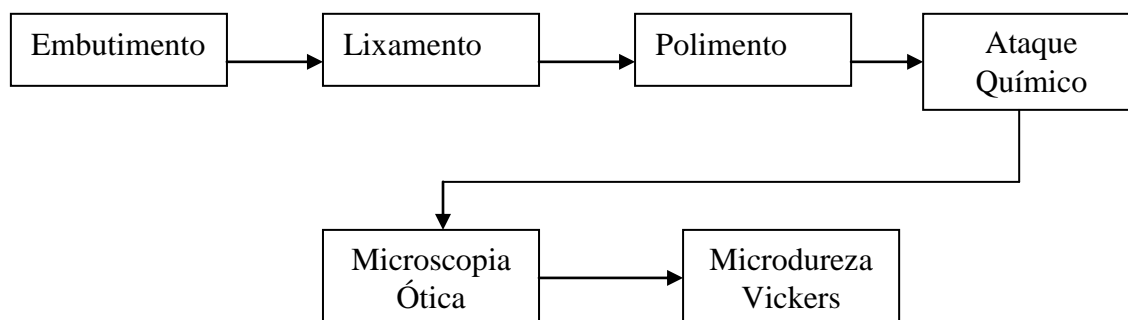 Embutimento
Lixamento
Polimento
Ataque
Químico
Microscopia
Ótica
Microdureza
Vickers